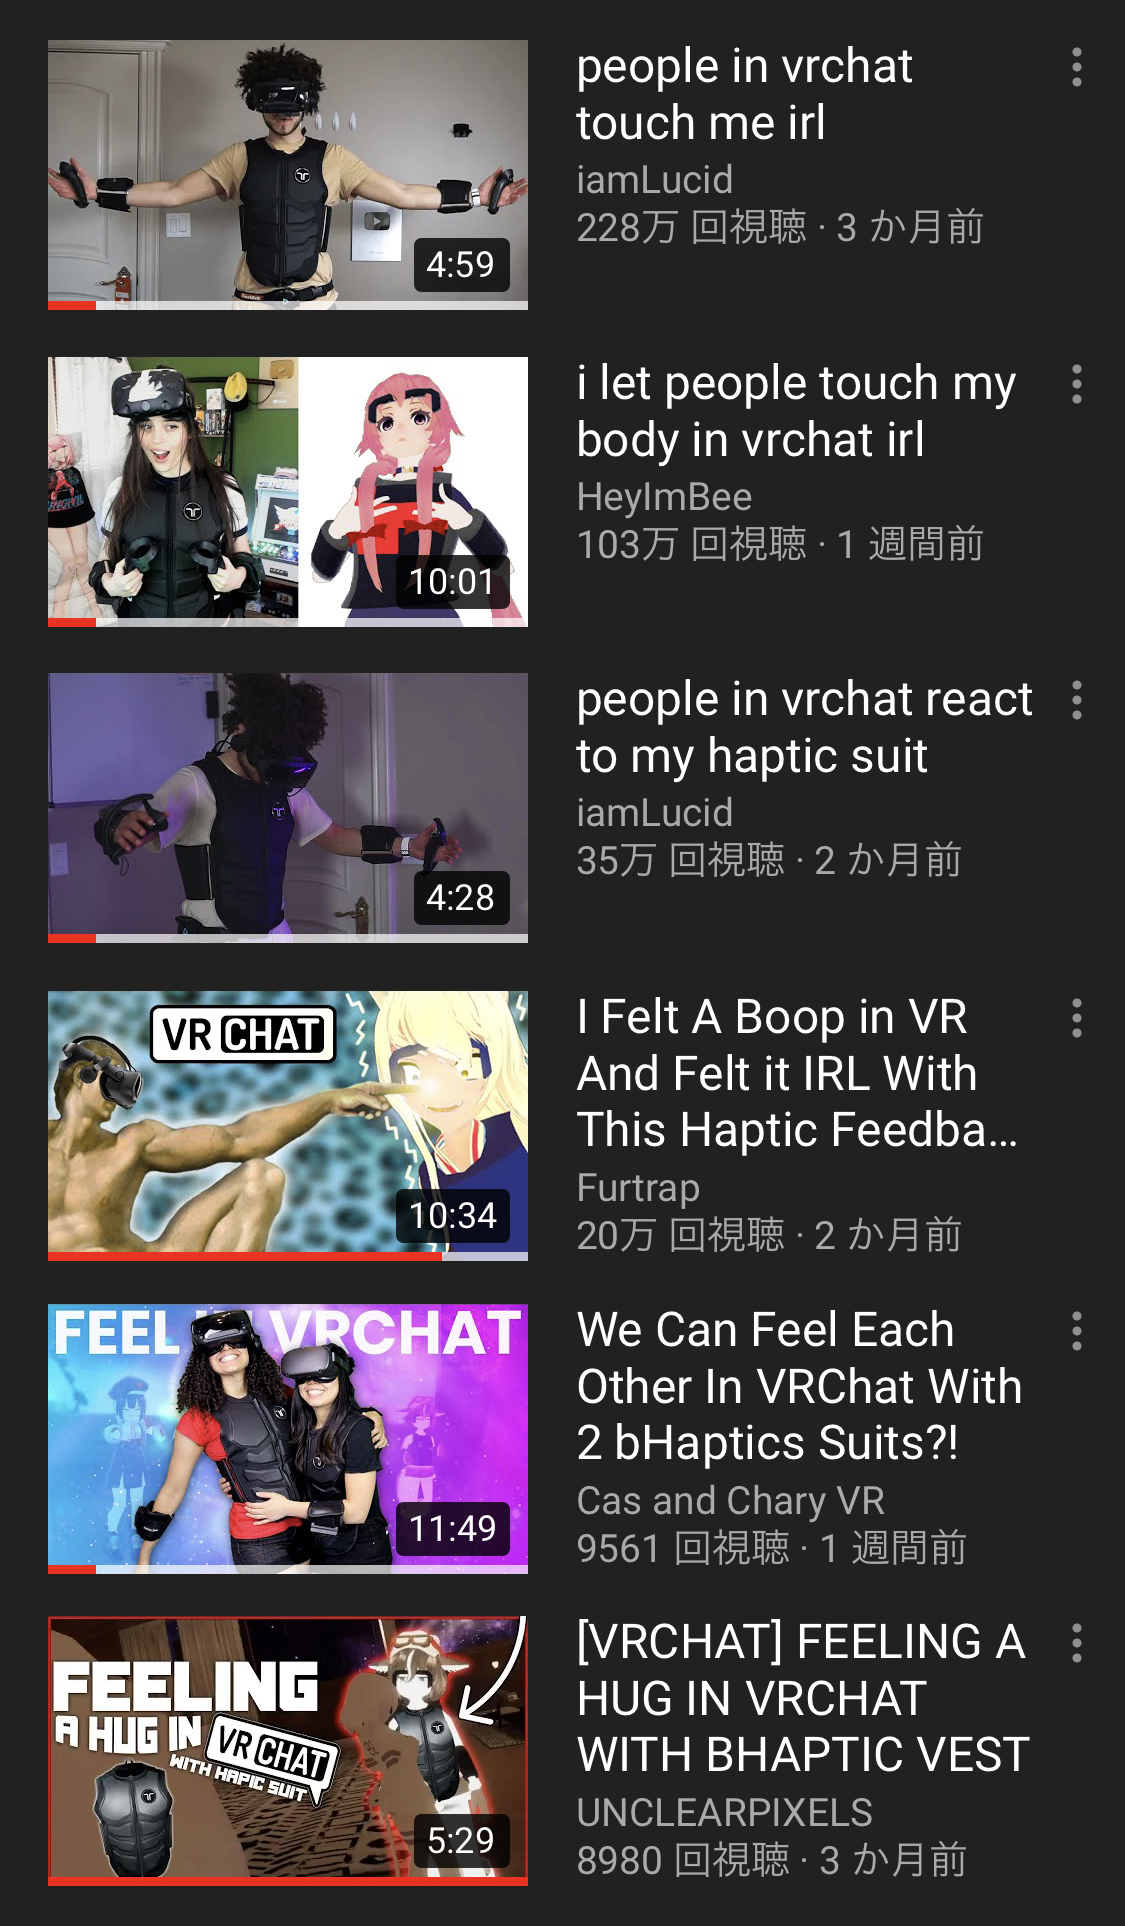 people in vrchat
touch me irl
iamLucid
228万 回視聴 · 3 か月前
4:59
i let people touch my
body in vrchat irl
HeyImBee
103万 回視聴 · 1 週間前
10:01
people in vrchat react
to my haptic suit
iamLucid
35万 回視聴 · 2 か月前
4:28
VRCHAT
I Felt A Boop in VR
And Felt it IRL With
This Haptic Feedba...
Furtrap
20万 回視聴 · 2 か月前
10:34
FEEL VRCHAT
We Can Feel Each
Other In VRChat With
2 bHaptics Suits?!
Cas and Chary VR
9561 回視聴 · 1 週間前
11:49
FEELING
A HUG IN VRCHAT
WITH HAPIC SUIT
[VRCHAT] FEELING A
HUG IN VRCHAT
WITH BHAPTIC VEST
UNCLEARPIXELS
8980 回視聴 · 3 か月前
5:29